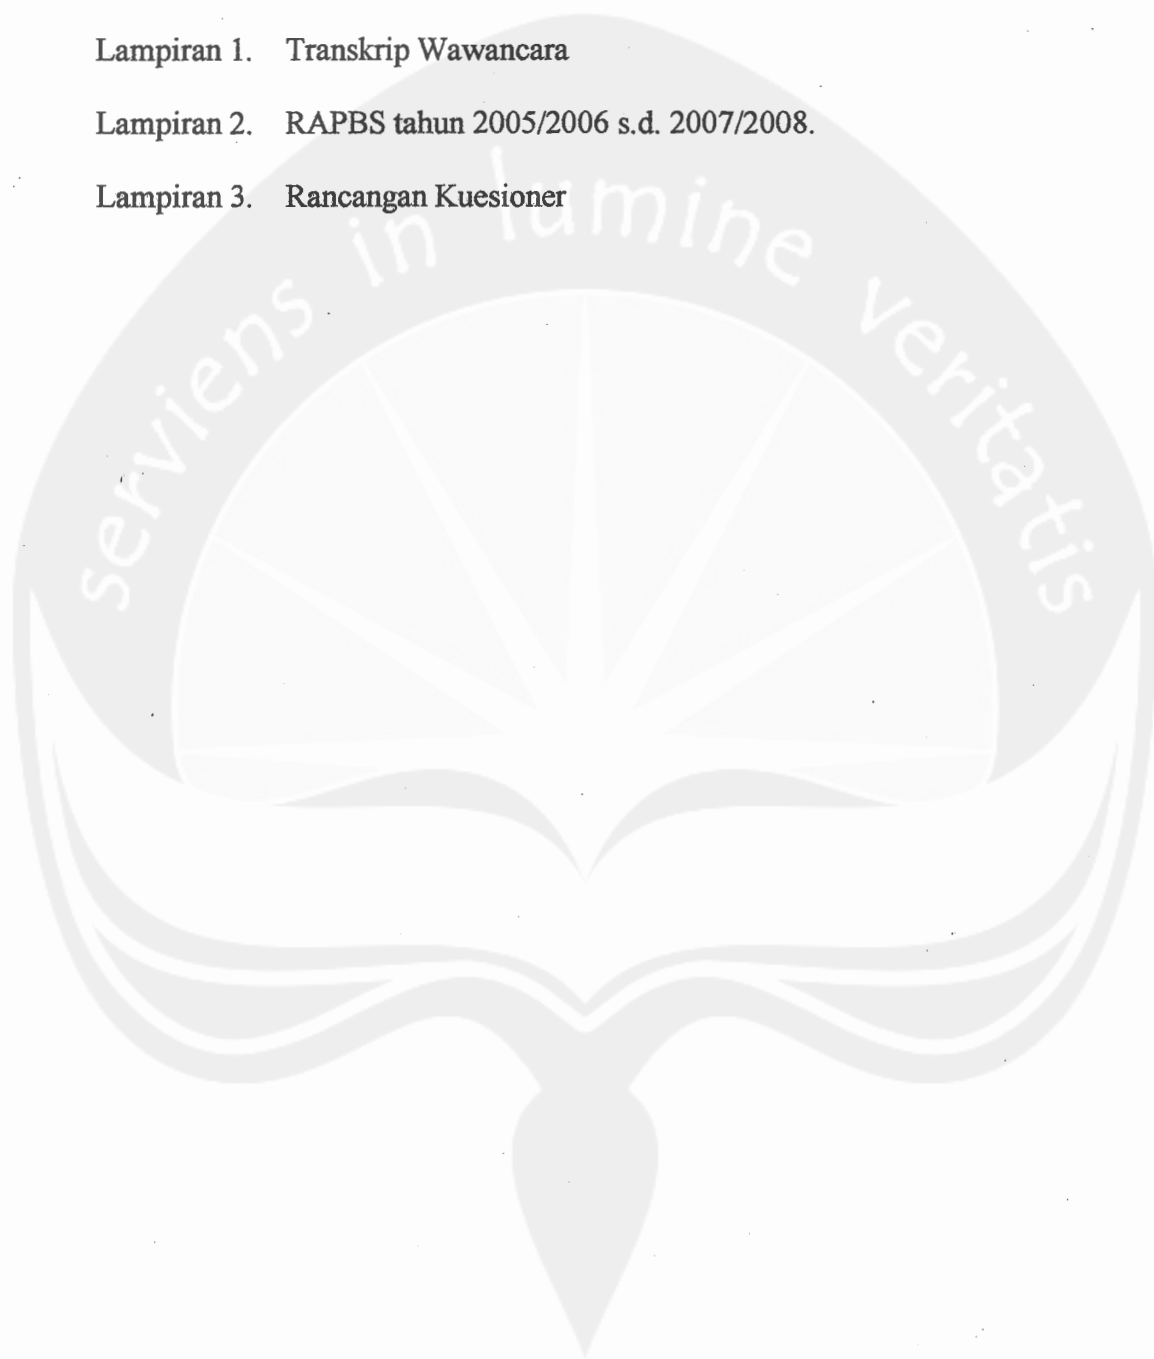 Lampiran 1. Transkrip Wawancara
Lampiran 2. RAPBS tahun 2005/2006 s.d. 2007/2008.
Lampiran 3. Rancangan Kuesioner
serviens in lumine veritatis